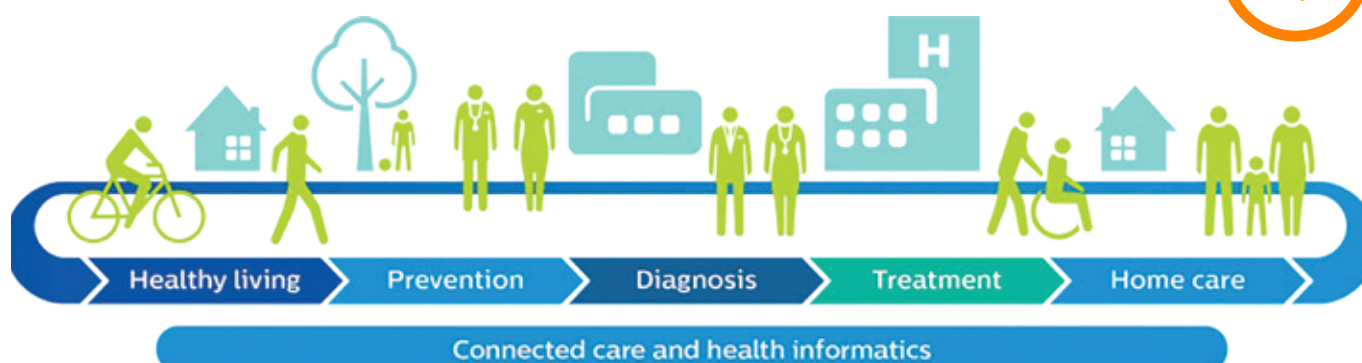 H
Healthy living
Prevention
Diagnosis
Treatment
Home care
Connected care and health informatics